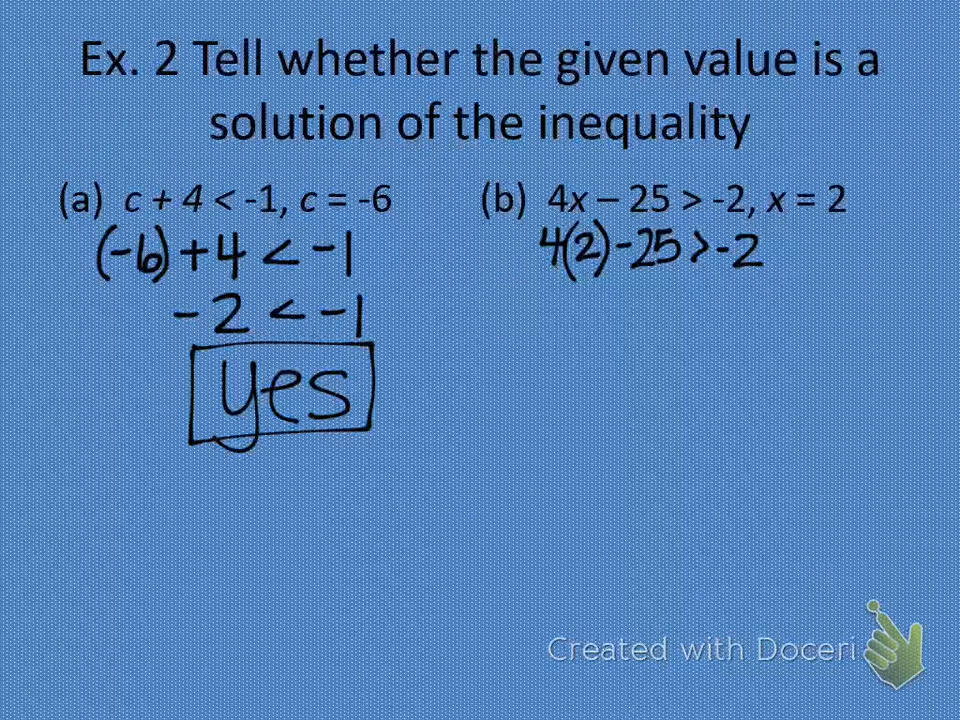 Ex. 2 Tell whether the given value is a
solution of the inequality
(a) c + 4 < -1, c = -6
(-6) + 4 < -1
-2 < -1
yes
(b) 4x – 25 > -2, x = 2
4(2) - 25 > -2
Created with Doceri